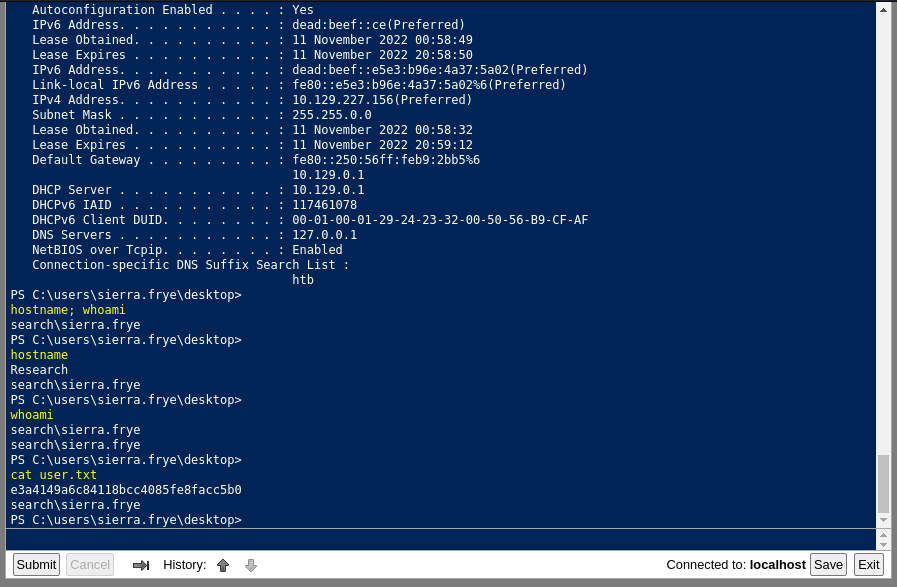 Autoconfiguration Enabled . . . . : Yes
IPv6 Address. . . . . . . . . . . : dead:beef::ce(Preferred)
Lease Obtained. . . . . . . . . . : 11 November 2022 00:58:49
Lease Expires . . . . . . . . . . : 11 November 2022 20:58:50
IPv6 Address. . . . . . . . . . . : dead:beef::e5e3:b96e:4a37:5a02(Preferred)
Link-local IPv6 Address . . . . . : fe80::e5e3:b96e:4a37:5a02%6(Preferred)
IPv4 Address. . . . . . . . . . . : 10.129.227.156(Preferred)
Subnet Mask . . . . . . . . . . . : 255.255.0.0
Lease Obtained. . . . . . . . . . : 11 November 2022 00:58:32
Lease Expires . . . . . . . . . . : 11 November 2022 20:59:12
Default Gateway . . . . . . . . . : fe80::250:56ff:feb9:2bb5%6
10.129.0.1
DHCP Server . . . . . . . . . . . : 10.129.0.1
DHCPv6 IAID . . . . . . . . . . . : 117461078
DHCPv6 Client DUID. . . . . . . . : 00-01-00-01-29-24-23-32-00-50-56-B9-CF-AF
DNS Servers . . . . . . . . . . . : 127.0.0.1
NetBIOS over Tcpip. . . . . . . . : Enabled
Connection-specific DNS Suffix Search List :
htb
PS C:\users\sierra.frye\desktop>
hostname; whoami
search\sierra.frye
PS C:\users\sierra.frye\desktop>
hostname
Research
search\sierra.frye
PS C:\users\sierra.frye\desktop>
whoami
search\sierra.frye
search\sierra.frye
PS C:\users\sierra.frye\desktop>
cat user.txt
e3a4149a6c84118bcc4085fe8facc5b0
search\sierra.frye
PS C:\users\sierra.frye\desktop>
Submit Cancel History: Connected to: localhost Save Exit